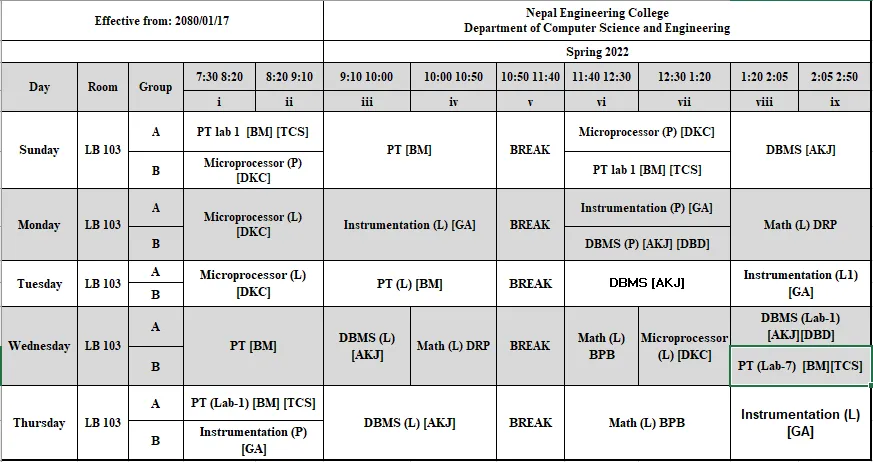 Effective from: 2080/01/17
Nepal Engineering College
Department of Computer Science and Engineering
Spring 2022
Day Room Group 7:30 8:20 8:20 9:10 9:10 10:00 10:00 10:50 10:50 11:40 11:40 12:30 12:30 1:20 1:20 2:05 2:05 2:50
i ii iii iv v vi vii viii ix
Sunday LB 103 PT [BM] BREAK DBMS [AKJ]
A PT lab 1 [BM] [TCS] Microprocessor (P) [DKC]
B Microprocessor (P)
[DKC]
PT lab 1 [BM] [TCS]
Monday LB 103 Microprocessor (L)
[DKC]
Instrumentation (L) [GA] BREAK Math (L) DRP
A Instrumentation (P) [GA]
B DBMS (P) [AKJ] [DBD]
Tuesday LB 103 A Microprocessor (L)
[DKC]
B PT (L) [BM] BREAK DBMS [AKJ] Instrumentation (L1)
[GA]
Wednesday LB 103 PT [BM] DBMS (L)
[AKJ]
Math (L) DRP BREAK Math (L)
BPB
Microprocessor
(L) [DKC]
A DBMS (Lab-1)
[AKJ][DBD]
B PT (Lab-7) [BM][TCS]
Thursday LB 103 DBMS (L) [AKJ] BREAK Math (L) BPB Instrumentation (L)
[GA]
A PT (Lab-1) [BM] [TCS]
B Instrumentation (P)
[GA]